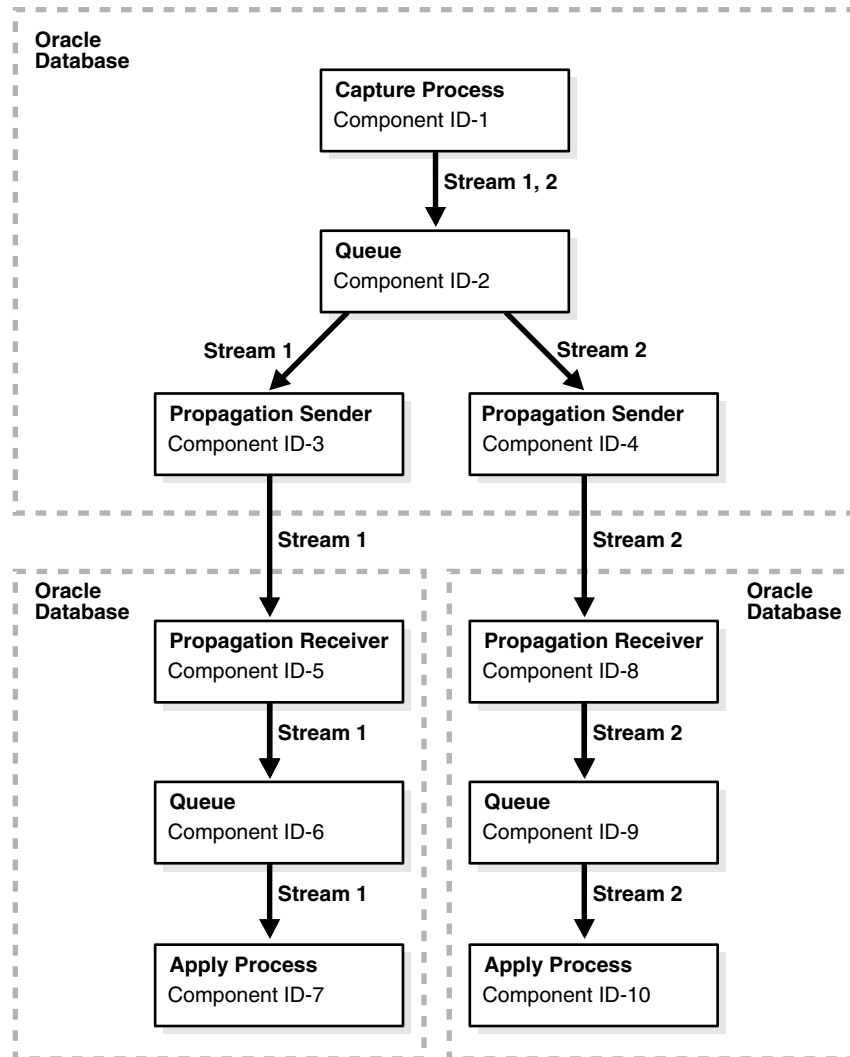 Oracle
Database
Capture Process
Component ID-1
Stream 1, 2
Queue
Component ID-2
Stream 1
Stream 2
Propagation Sender
Component ID-3
Propagation Sender
Component ID-4
Stream 1
Stream 2
Oracle
Database
Oracle
Database
Propagation Receiver
Component ID-5
Propagation Receiver
Component ID-8
Stream 1
Stream 2
Queue
Component ID-6
Queue
Component ID-9
Stream 1
Stream 2
Apply Process
Component ID-7
Apply Process
Component ID-10